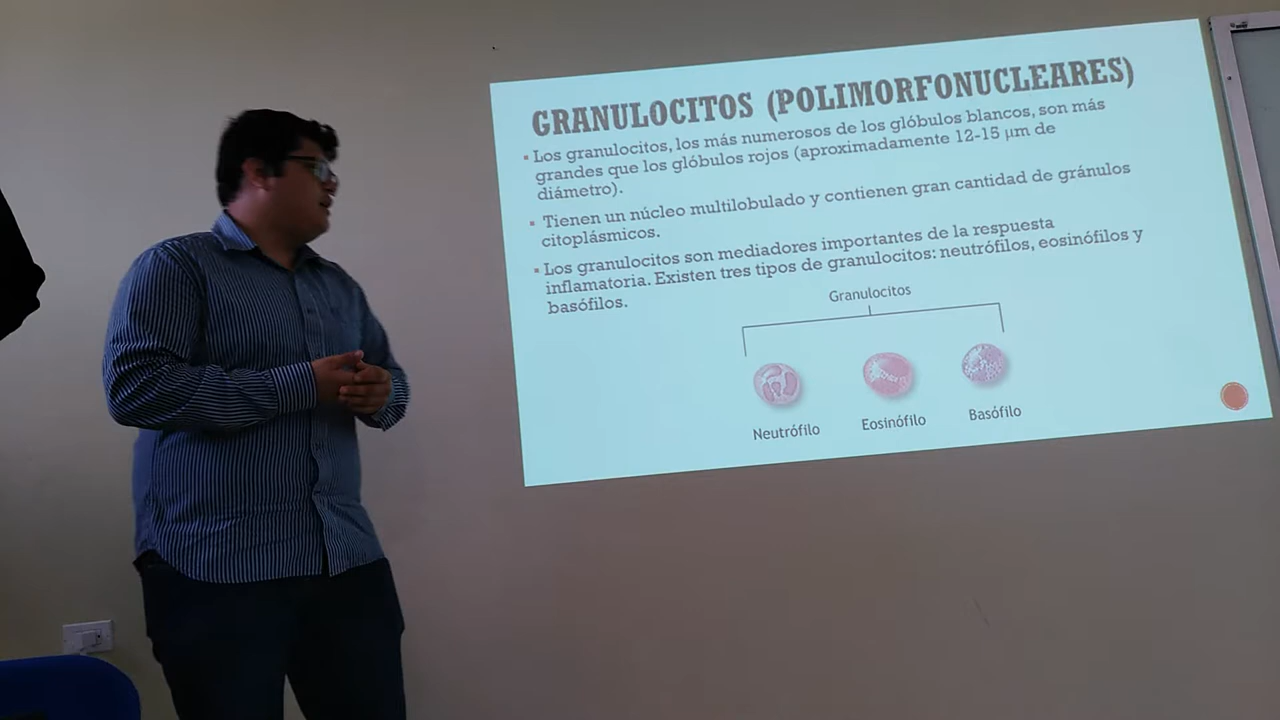 GRANULOCITOS (POLIMORFONUCLEARES)
▪ Los granulocitos, los más numerosos de los glóbulos blancos, son más
grandes que los glóbulos rojos (aproximadamente 12-15 μm de
diámetro).
▪ Tienen un núcleo multilobulado y contienen gran cantidad de gránulos
citoplásmicos.
▪ Los granulocitos son mediadores importantes de la respuesta
inflamatoria. Existen tres tipos de granulocitos: neutrófilos, eosinófilos y
basófilos.
Granulocitos
Neutrófilo Eosinófilo Basófilo